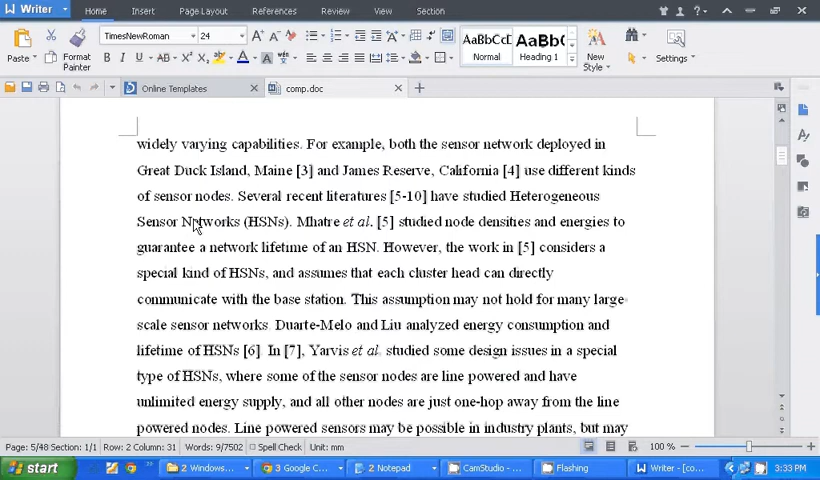 Writer
Home Insert Page Layout References Review View Section
Paste Format Painter TimesNewRoman 24 AaBbCcD Normal AaBb Heading 1 New Style Settings
Online Templates comp.doc
widely varying capabilities. For example, both the sensor network deployed in
Great Duck Island, Maine [3] and James Reserve, California [4] use different kinds
of sensor nodes. Several recent literatures [5-10] have studied Heterogeneous
Sensor Networks (HSNs). Mhatre et al. [5] studied node densities and energies to
guarantee a network lifetime of an HSN. However, the work in [5] considers a
special kind of HSNs, and assumes that each cluster head can directly
communicate with the base station. This assumption may not hold for many large-
scale sensor networks. Duarte-Melo and Liu analyzed energy consumption and
lifetime of HSNs [6]. In [7], Yarvis et al. studied some design issues in a special
type of HSNs, where some of the sensor nodes are line powered and have
unlimited energy supply, and all other nodes are just one-hop away from the line
powered nodes. Line powered sensors may be possible in industry plants, but may
Page: 5/48 Section: 1/1 Row: 2 Column: 31 Words: 9/7502 Spell Check Unit: mm 100 %
start 2 Windows... 3 Google C... 2 Notepad CamStudio - ... Flashing Writer - [co... 3:33 PM